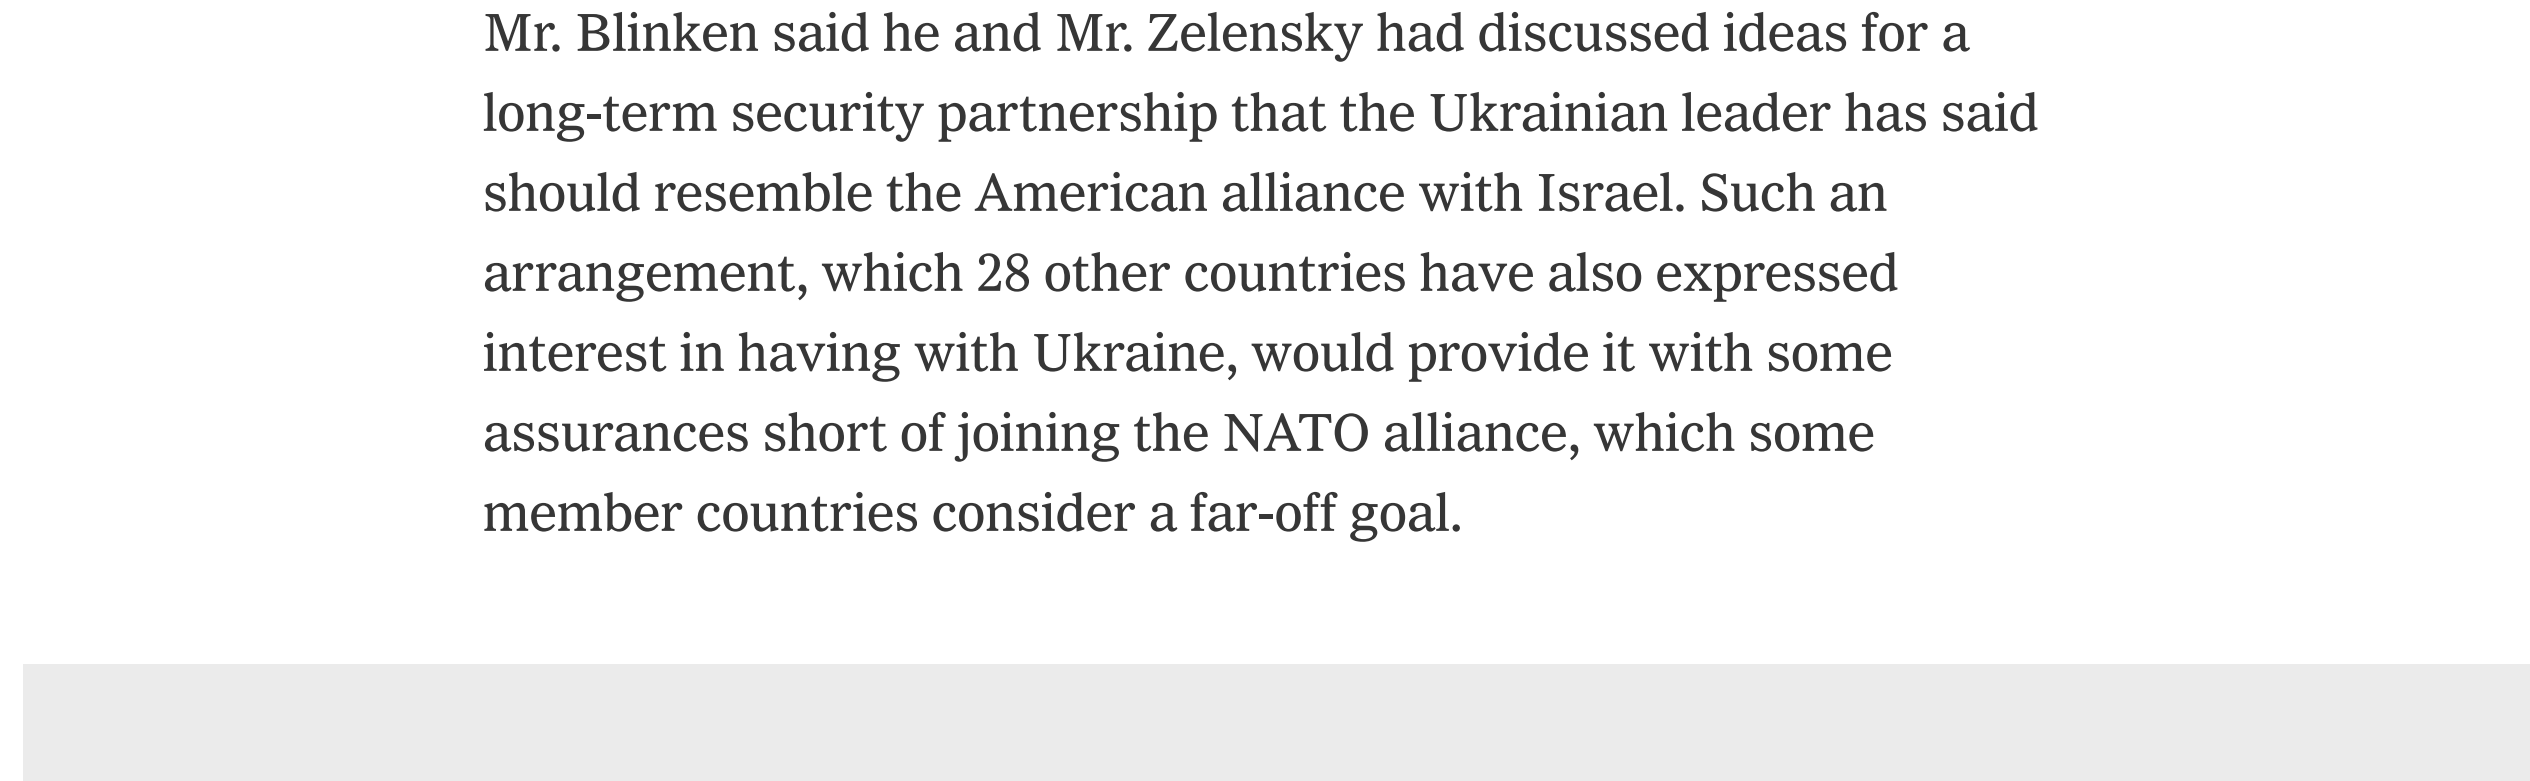 Mr. Blinken said he and Mr. Zelensky had discussed ideas for a
long-term security partnership that the Ukrainian leader has said
should resemble the American alliance with Israel. Such an
arrangement, which 28 other countries have also expressed
interest in having with Ukraine, would provide it with some
assurances short of joining the NATO alliance, which some
member countries consider a far-off goal.